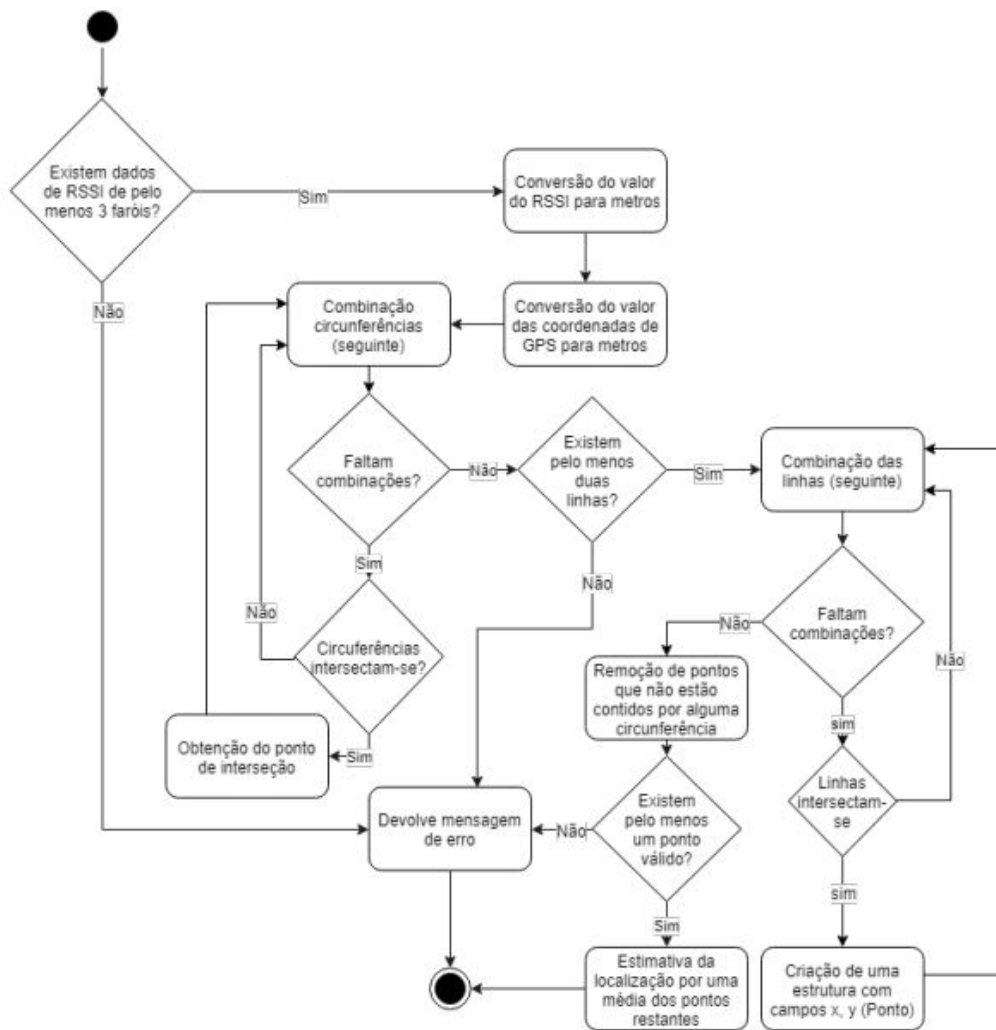 Existem dados
de RSSI de pelo
menos 3 faróis?
Sim
Conversão do valor
do RSSI para metros
Não
Combinação
circunferências
(seguinte)
Conversão do valor
das coordenadas de
GPS para metros
Faltam
combinações?
Não
Existem
pelo menos
duas
linhas?
Sim
Combinação das
linhas (seguinte)
Sim
Não
Não
Circuferências
intersectam-se?
Sim
Obtenção do ponto
de interseção
Faltam
combinações?
Não
Não
Remoção de pontos
que não estão
contidos por alguma
circunferência
sim
Linhas
intersectam-
se
Devolve mensagem
de erro
Não
Existem
pelo menos
um ponto
válido?
sim
Sim
Estimativa da
localização por uma
média dos pontos
restantes
Criação de uma
estrutura com
campos x, y (Ponto)